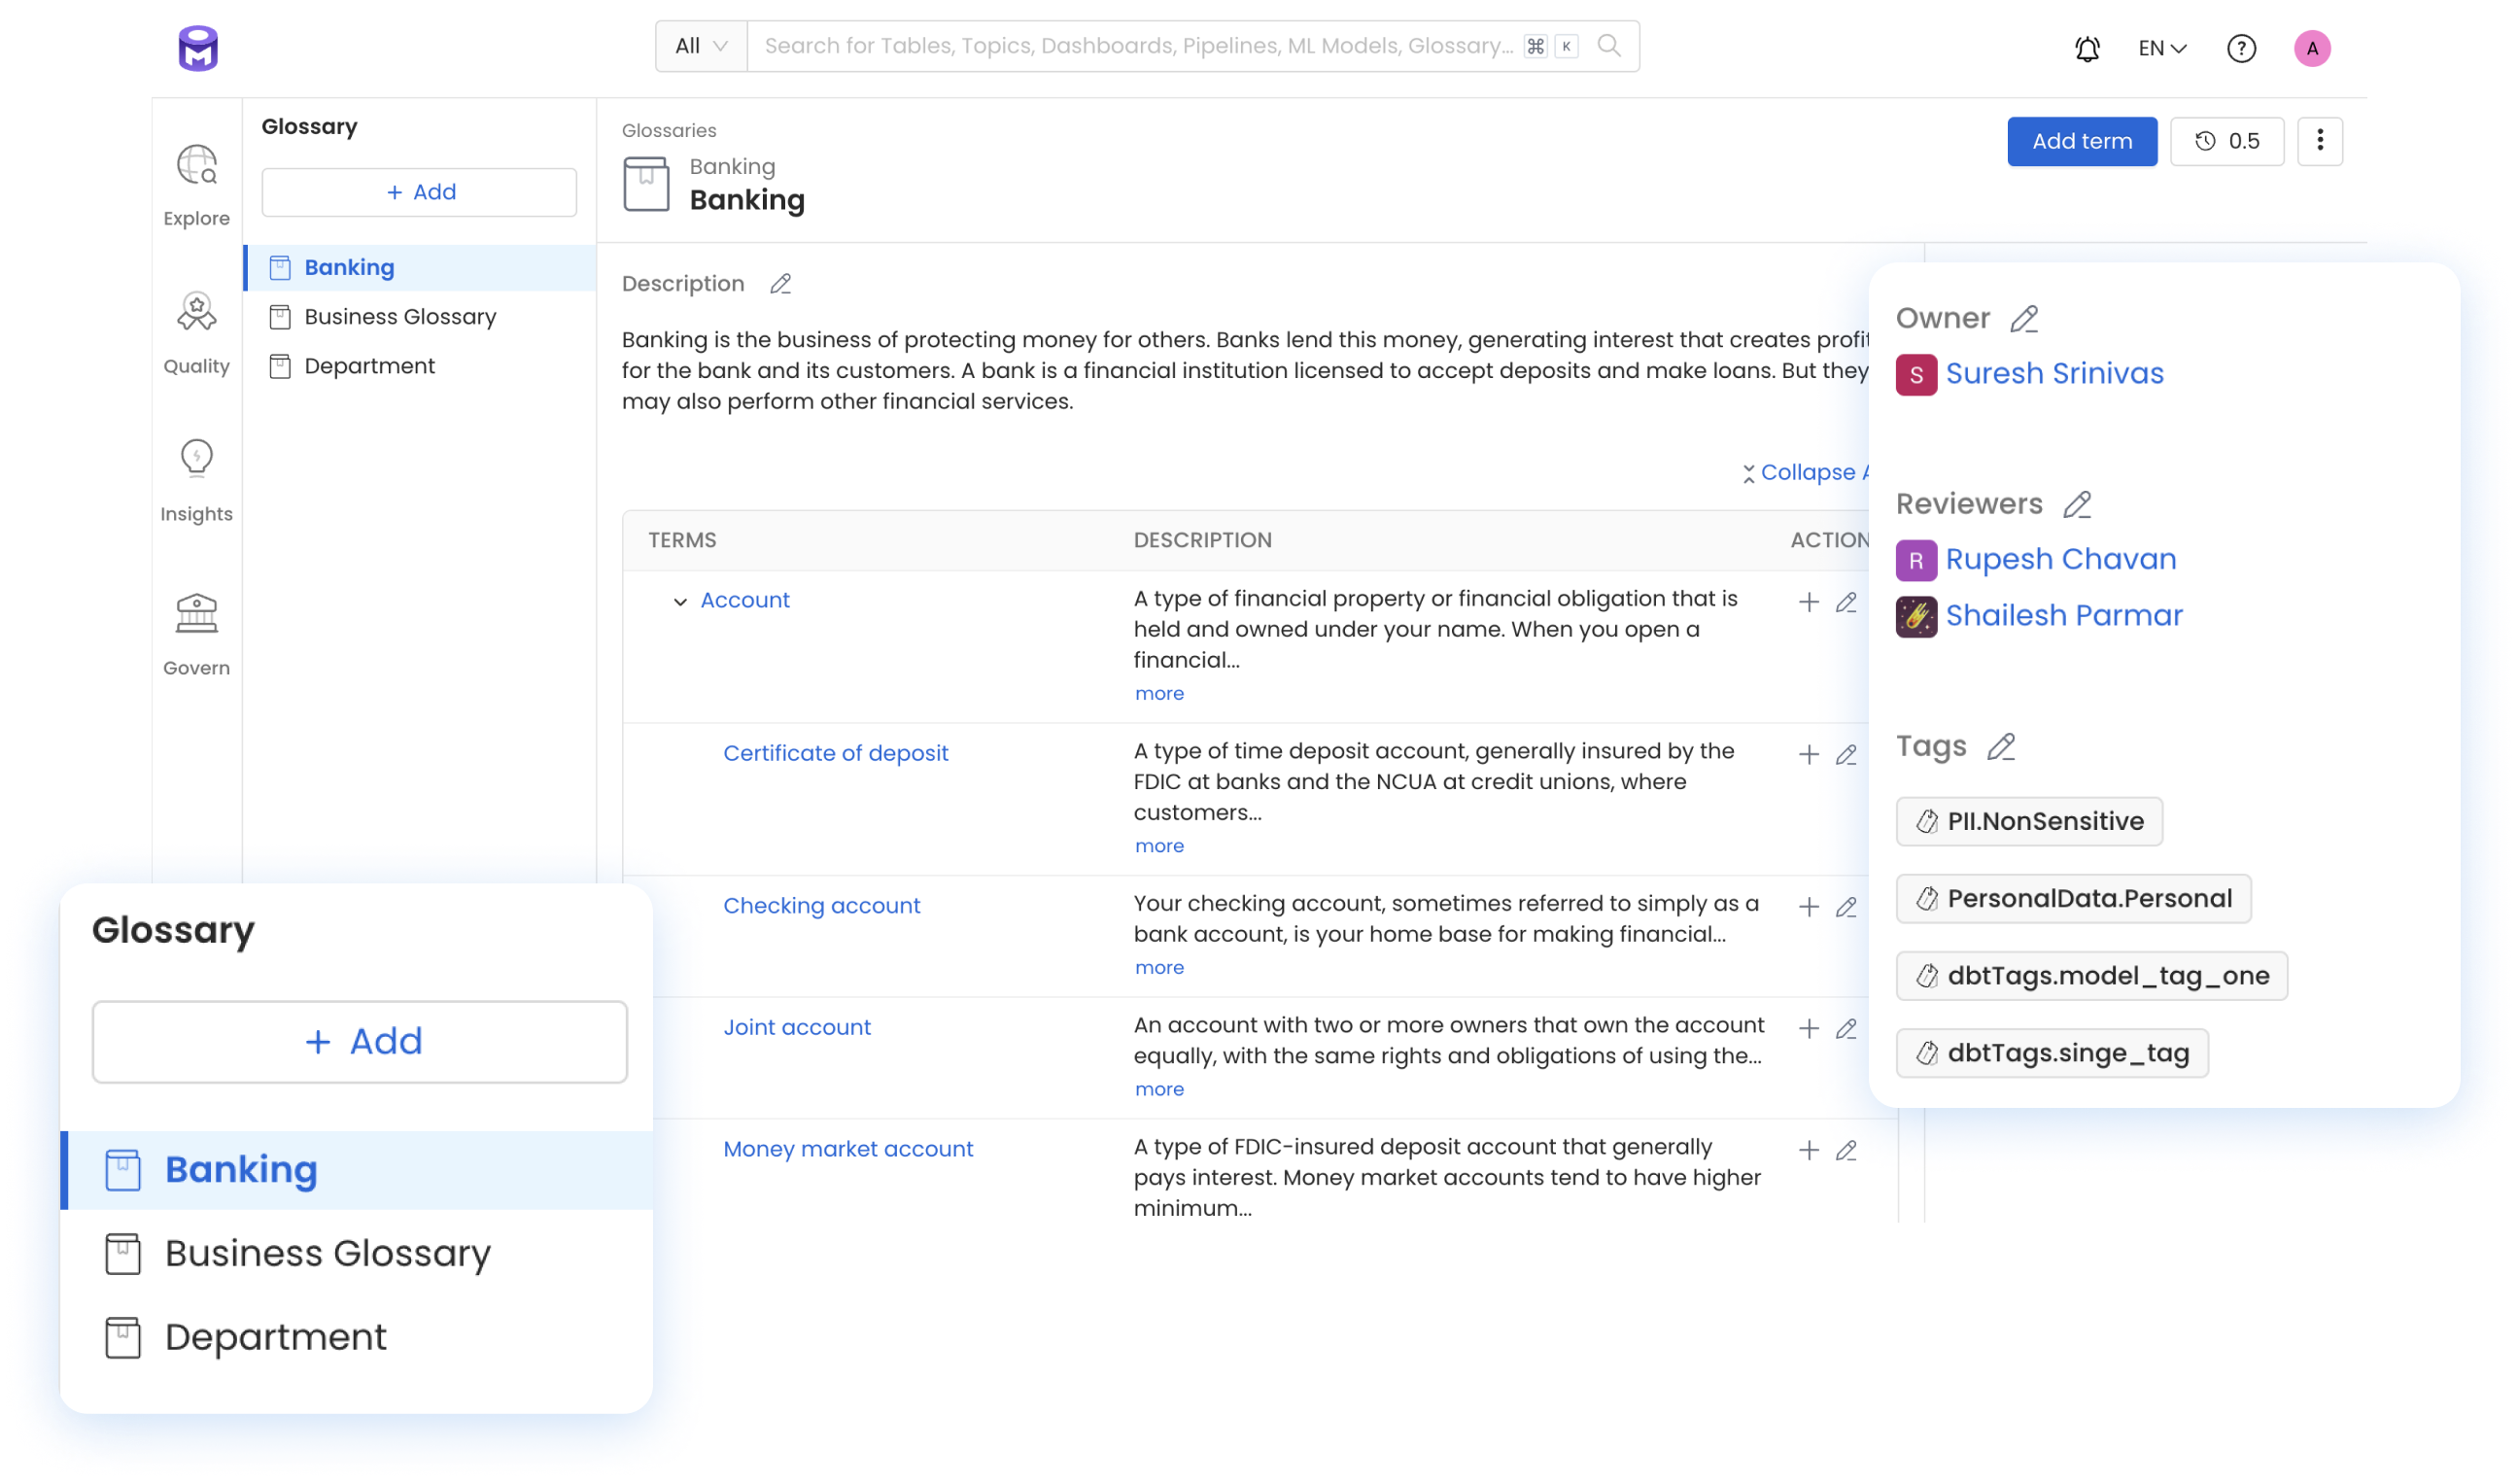 All
Search for Tables, Topics, Dashboards, Pipelines, ML Models, Glossary...
⌘ K
EN
?
A
Explore
Quality
Insights
Govern
Glossary
+ Add
Banking
Business Glossary
Department
Glossaries
Banking
Banking
Add term
0.5
Description
Banking is the business of protecting money for others. Banks lend this money, generating interest that creates profit
for the bank and its customers. A bank is a financial institution licensed to accept deposits and make loans. But they
may also perform other financial services.
Collapse
TERMS
DESCRIPTION
ACTION
Account
A type of financial property or financial obligation that is
held and owned under your name. When you open a
financial...
more
Certificate of deposit
A type of time deposit account, generally insured by the
FDIC at banks and the NCUA at credit unions, where
customers...
more
Checking account
Your checking account, sometimes referred to simply as a
bank account, is your home base for making financial...
more
Joint account
An account with two or more owners that own the account
equally, with the same rights and obligations of using the...
more
Money market account
A type of FDIC-insured deposit account that generally
pays interest. Money market accounts tend to have higher
minimum...
Owner
S Suresh Srinivas
Reviewers
R Rupesh Chavan
Shailesh Parmar
Tags
PII.NonSensitive
PersonalData.Personal
dbtTags.model_tag_one
dbtTags.singe_tag
Glossary
+ Add
Banking
Business Glossary
Department